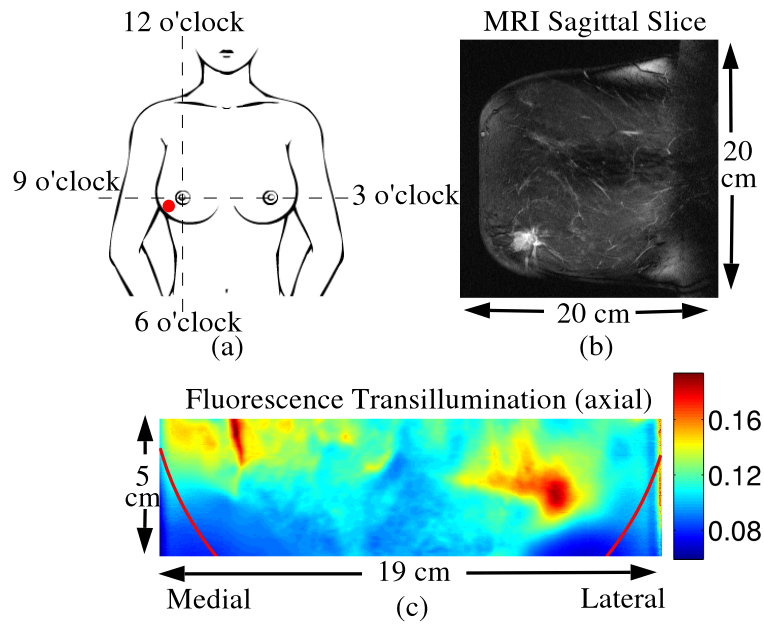 12 o'clock
9 o'clock
3 o'clock
6 o'clock
(a)
MRI Sagittal Slice
20
cm
20 cm
(b)
Fluorescence Transillumination (axial)
5
cm
0.16
0.12
0.08
19 cm
Medial
Lateral
(c)